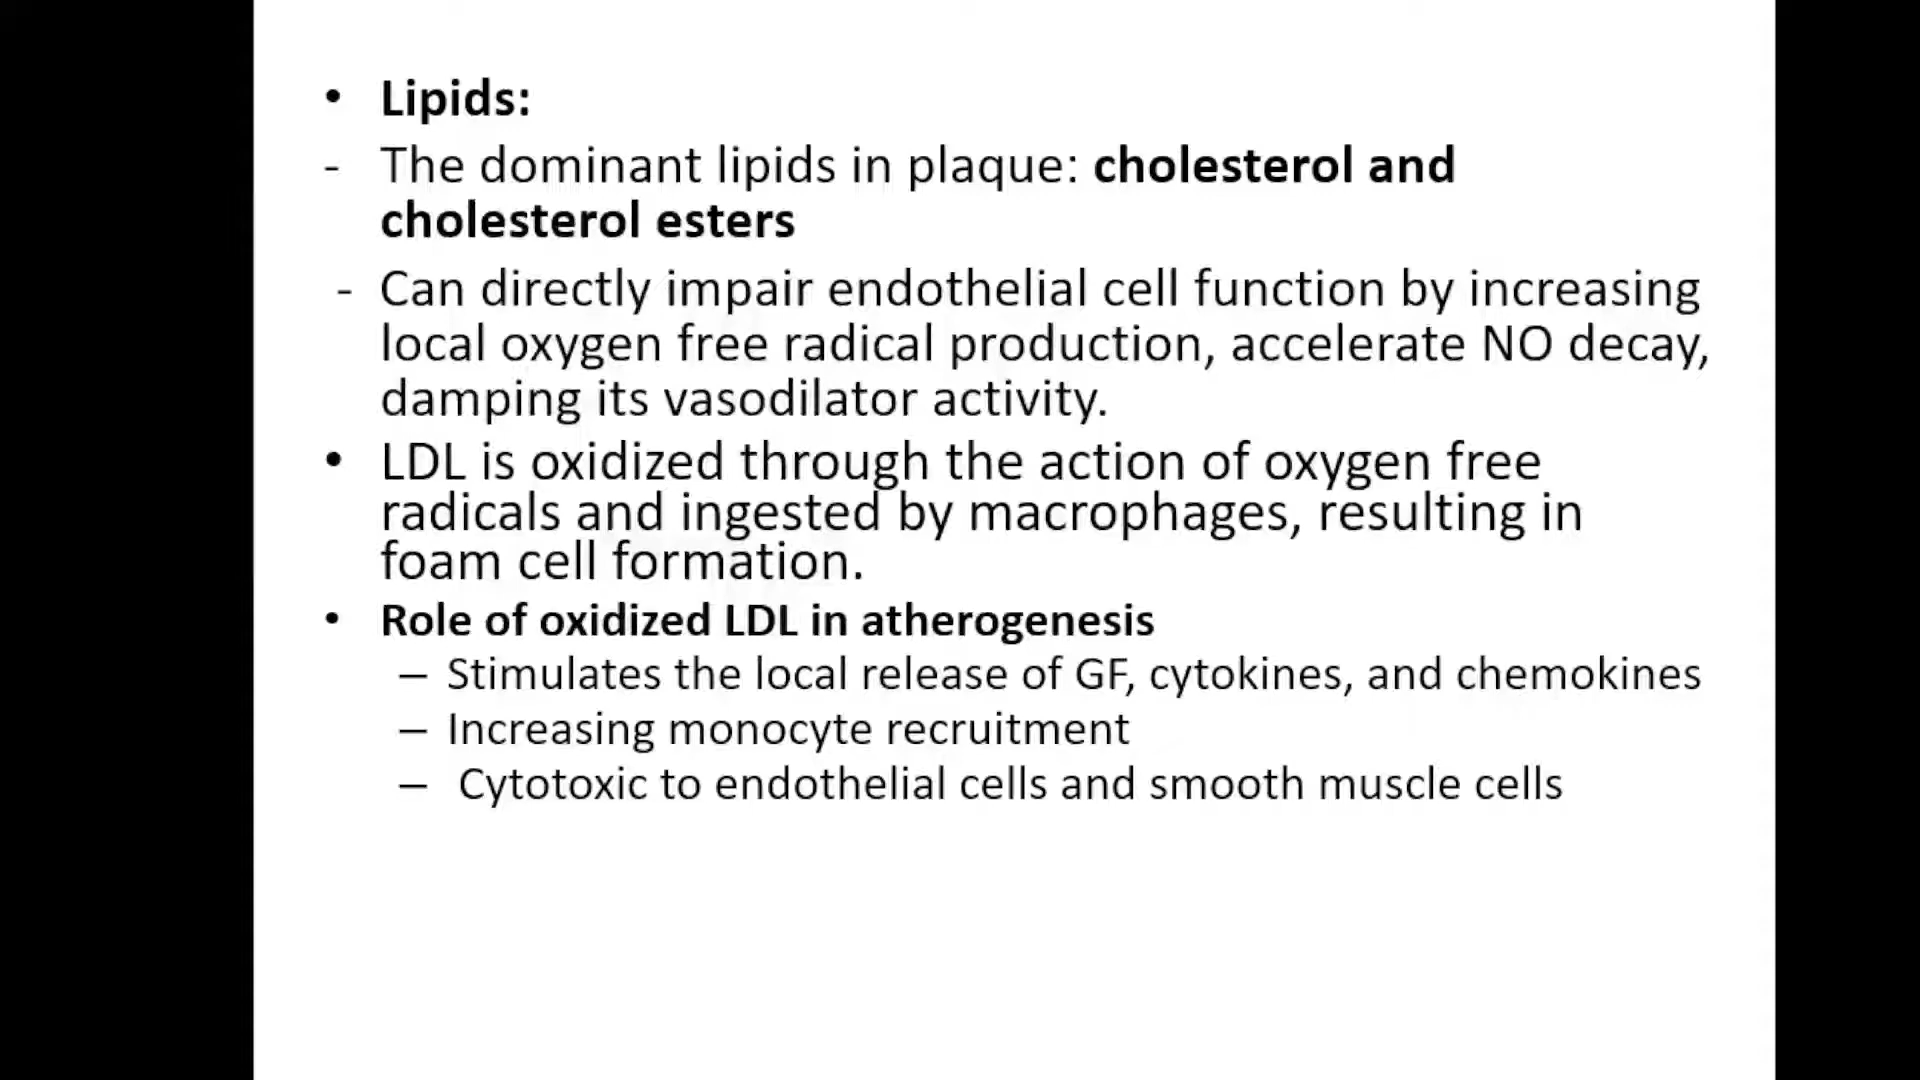 • Lipids:
- The dominant lipids in plaque: cholesterol and
cholesterol esters
- Can directly impair endothelial cell function by increasing
local oxygen free radical production, accelerate NO decay,
damping its vasodilator activity.
• LDL is oxidized through the action of oxygen free
radicals and ingested by macrophages, resulting in
foam cell formation.
• Role of oxidized LDL in atherogenesis
– Stimulates the local release of GF, cytokines, and chemokines
– Increasing monocyte recruitment
– Cytotoxic to endothelial cells and smooth muscle cells